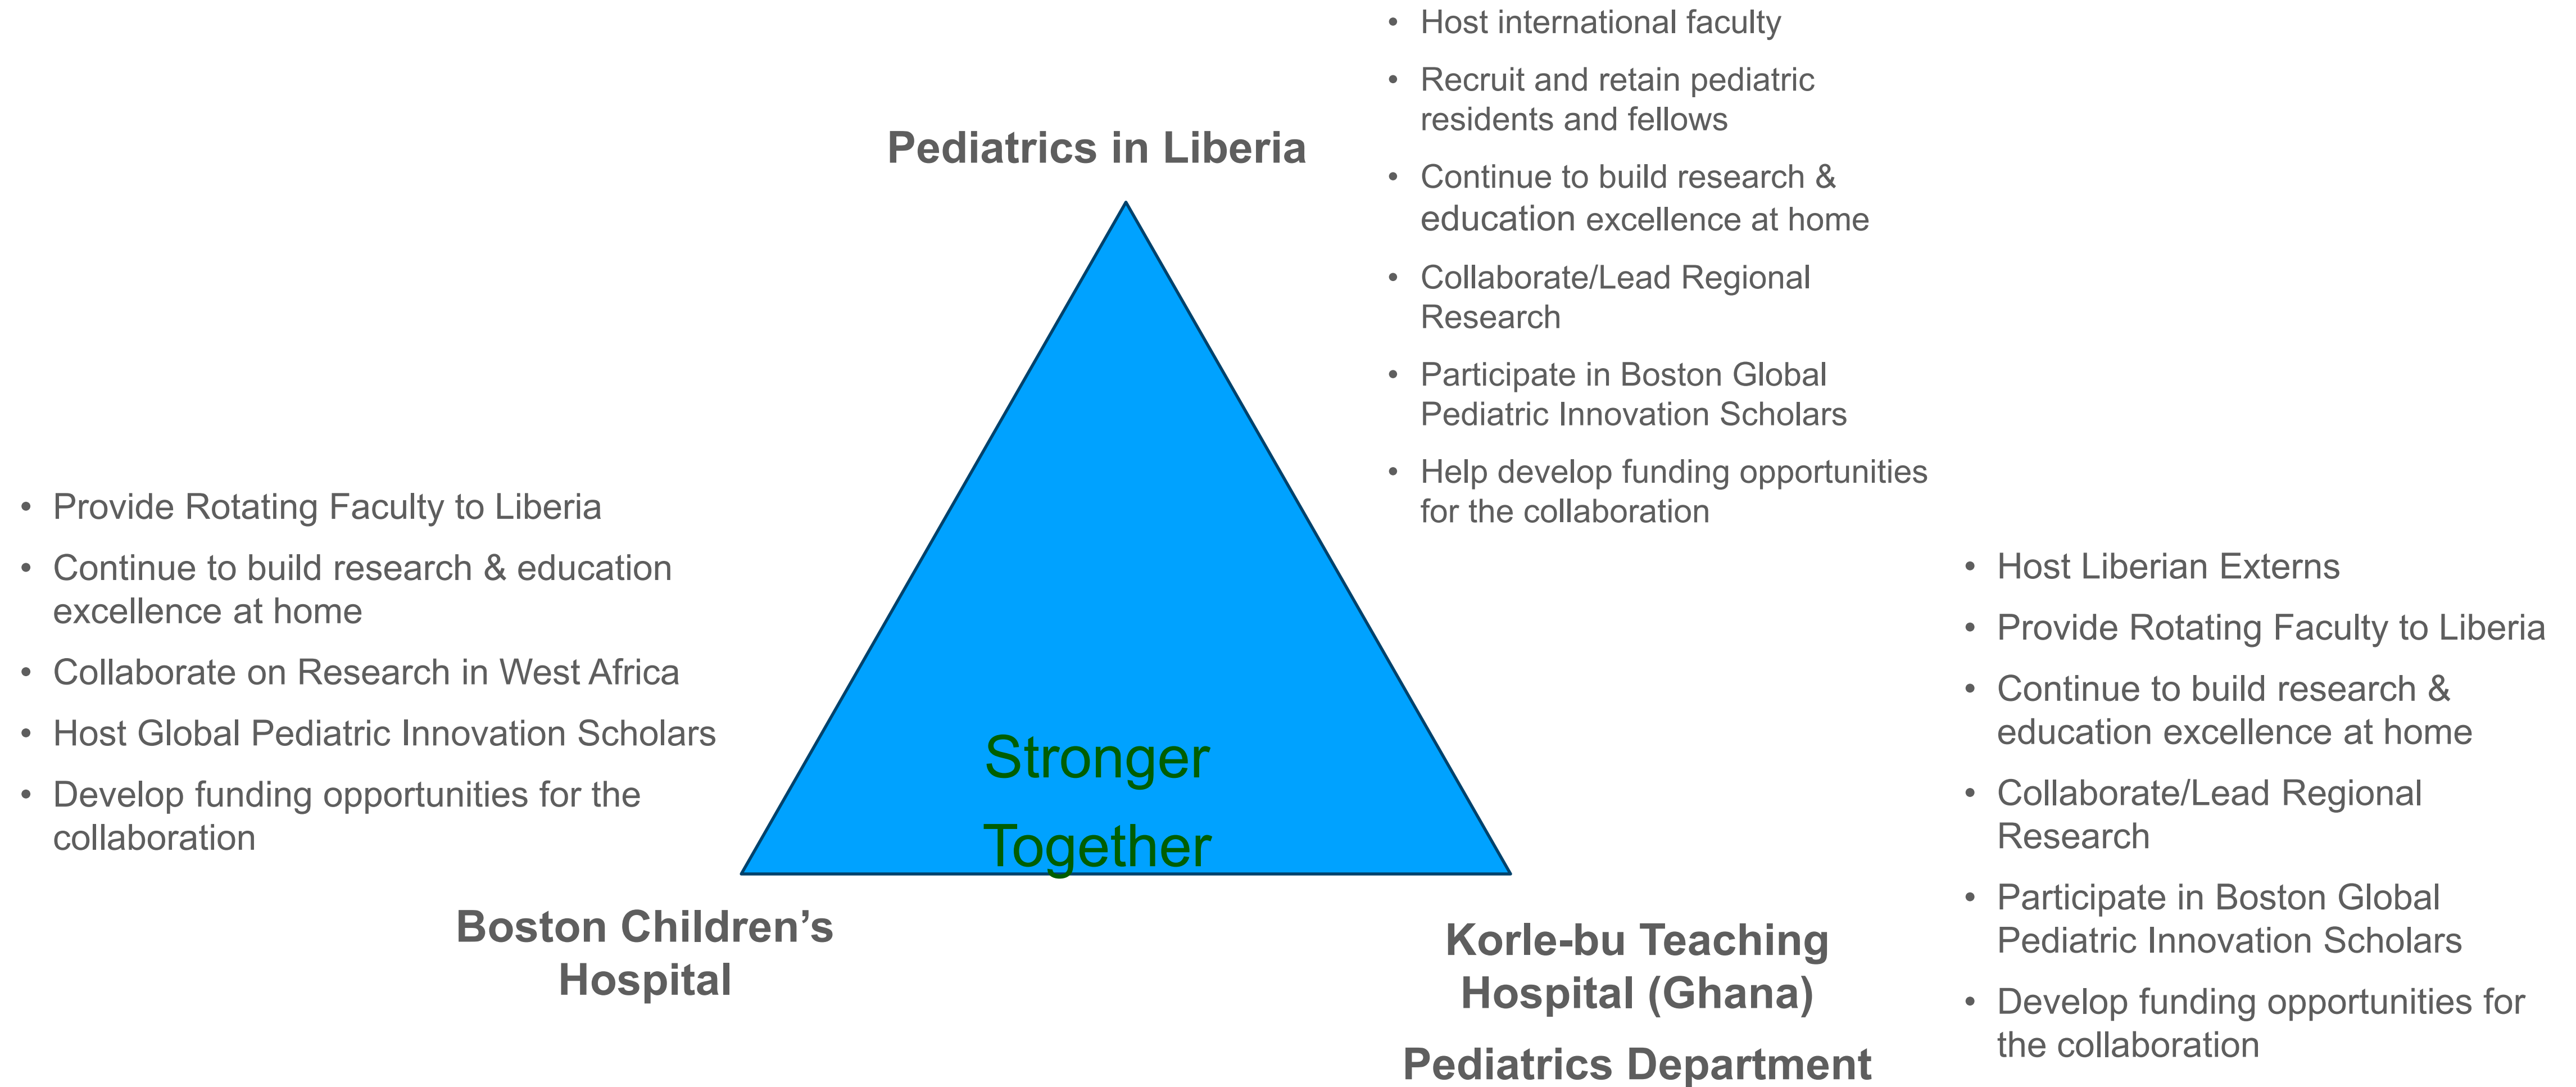 Pediatrics in Liberia
• Host international faculty
• Recruit and retain pediatric
residents and fellows
• Continue to build research &
education excellence at home
• Collaborate/Lead Regional
Research
• Participate in Boston Global
Pediatric Innovation Scholars
• Help develop funding opportunities
for the collaboration
• Provide Rotating Faculty to Liberia
• Continue to build research & education
excellence at home
• Collaborate on Research in West Africa
• Host Global Pediatric Innovation Scholars
• Develop funding opportunities for the
collaboration
Boston Children’s
Hospital
Stronger
Together
• Host Liberian Externs
• Provide Rotating Faculty to Liberia
• Continue to build research &
education excellence at home
• Collaborate/Lead Regional
Research
• Participate in Boston Global
Pediatric Innovation Scholars
• Develop funding opportunities for
the collaboration
Korle-bu Teaching
Hospital (Ghana)
Pediatrics Department